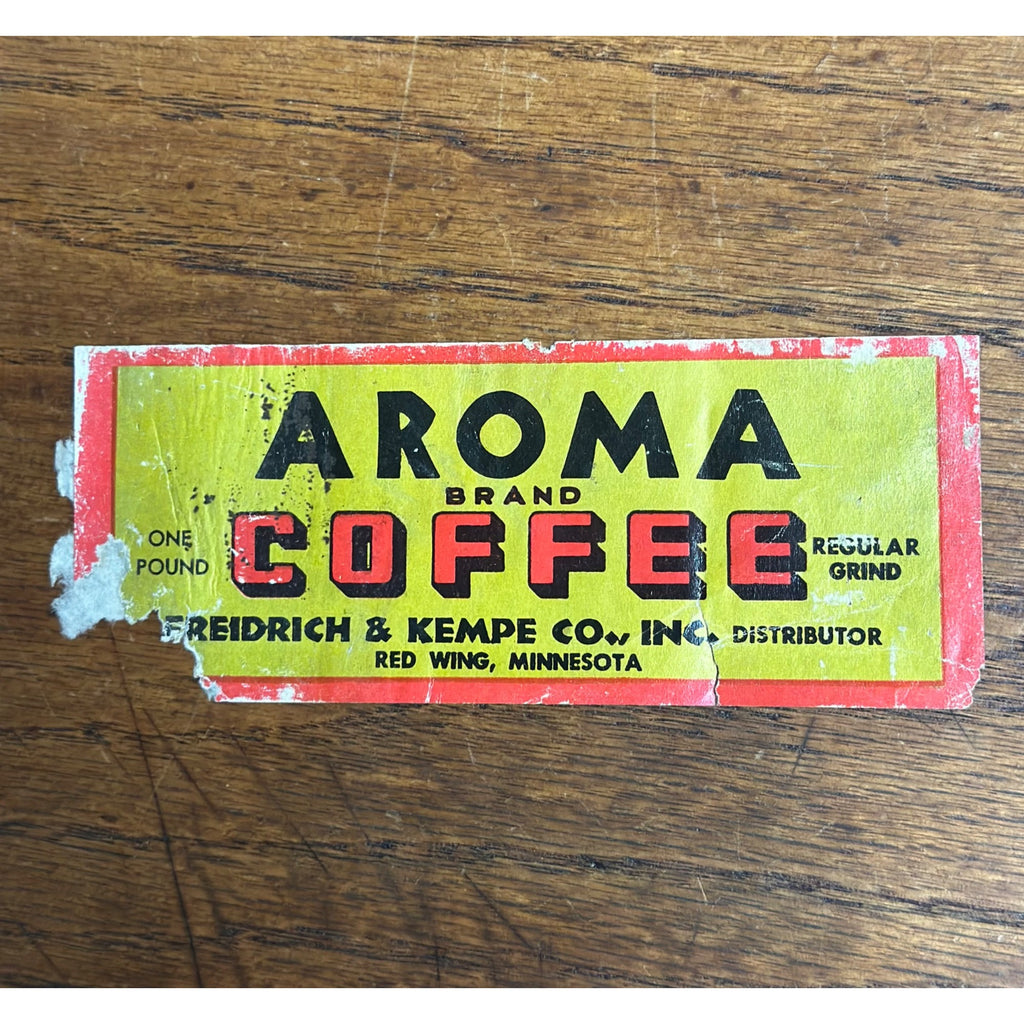 AROMA
BRAND
COFFEE
ONE
POUND
REGULAR
GRIND
FREIDRICH & KEMPE CO., INC. DISTRIBUTOR
RED WING, MINNESOTA